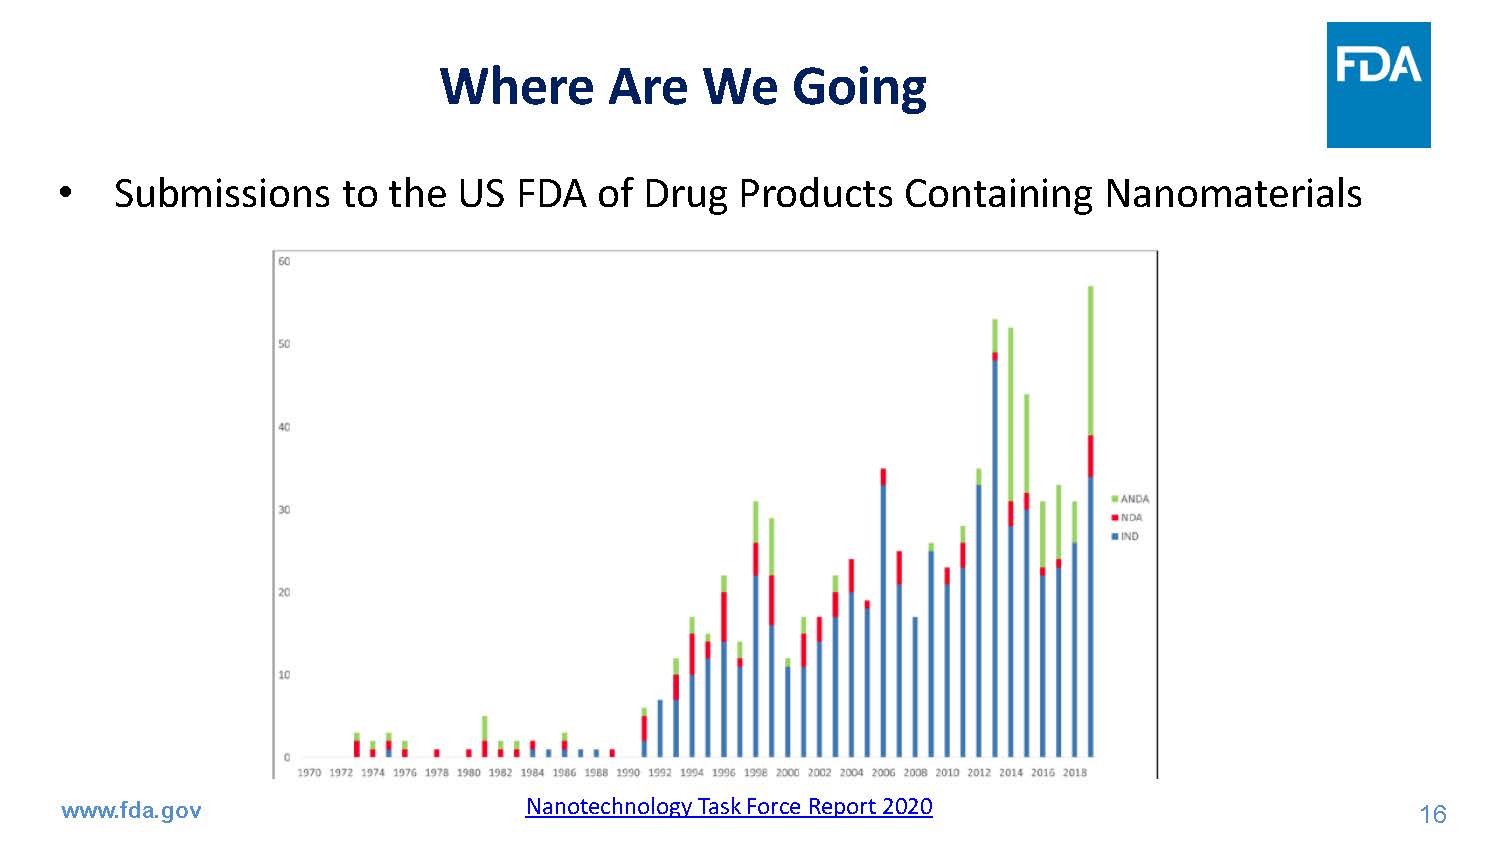 Where Are We Going
FDA
• Submissions to the US FDA of Drug Products Containing Nanomaterials
60
50
40
30
20
10
0
ANDA
NDA
IND
1970 1972 1974 1976 1978 1980 1982 1984 1986 1988 1990 1992 1994 1996 1998 2000 2002 2004 2006 2008 2010 2012 2014 2016 2018
www.fda.gov
Nanotechnology Task Force Report 2020
16